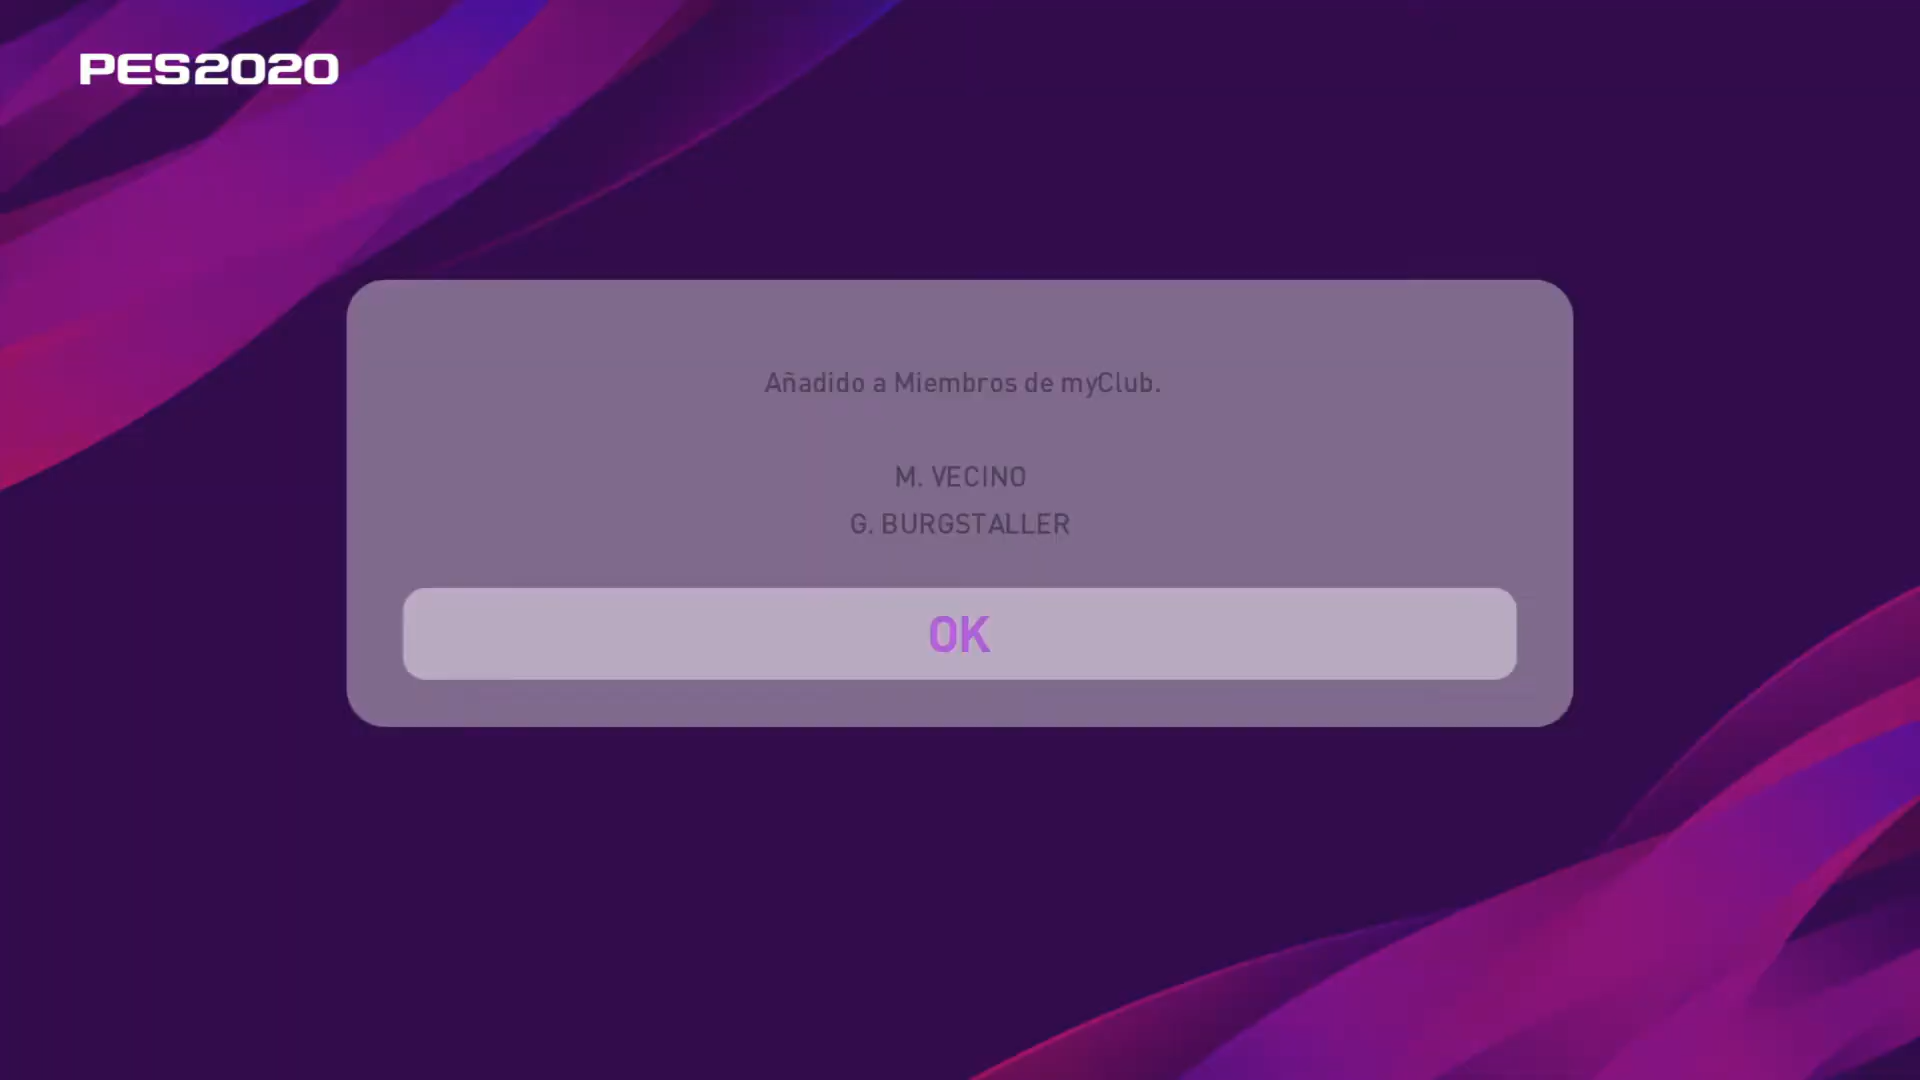 PES2020
Añadido a Miembros de myClub.
M. VECINO
G. BURGSTALLER
OK